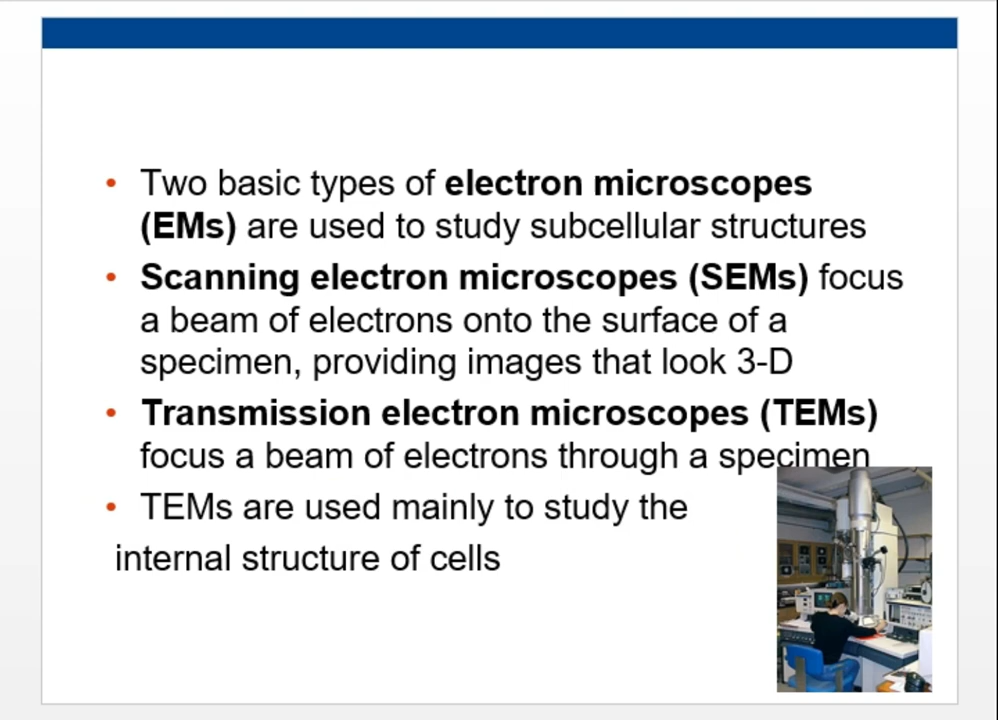 • Two basic types of electron microscopes
(EMs) are used to study subcellular structures
• Scanning electron microscopes (SEMs) focus
a beam of electrons onto the surface of a
specimen, providing images that look 3-D
• Transmission electron microscopes (TEMs)
focus a beam of electrons through a specimen
• TEMs are used mainly to study the
internal structure of cells